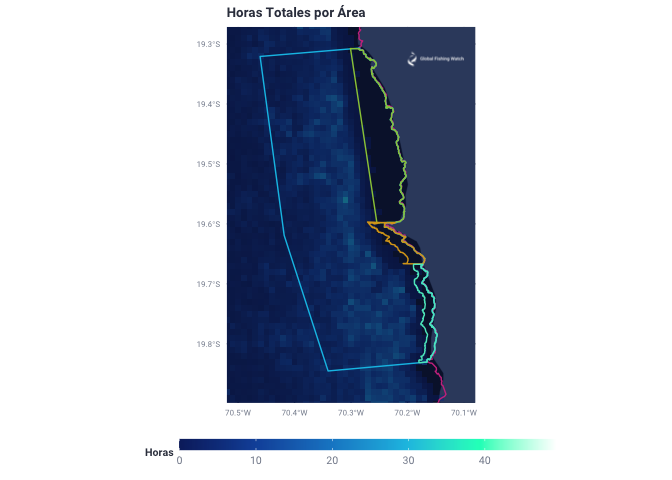 Horas Totales por Área
19.3°S
Global Fishing Watch
19.4°S
19.5°S
19.6°S
19.7°S
19.8°S
70.5°W 70.4°W 70.3°W 70.2°W 70.1°W
Horas
0 10 20 30 40